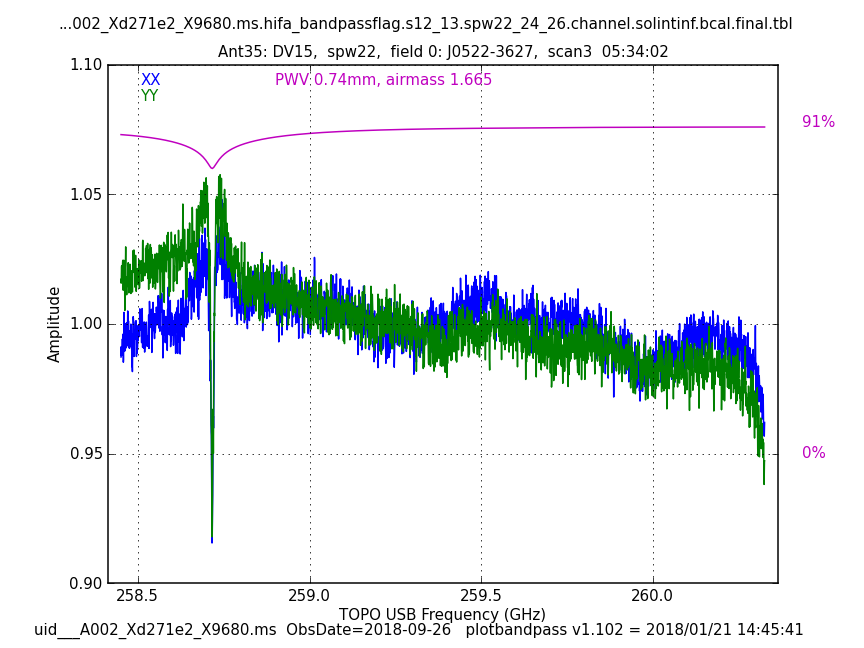 ...002_Xd271e2_X9680.ms.hifa_bandpassflag.s12_13.spw22_24_26.channel.solintinf.bcal.final.tbl
Ant35: DV15,  spw22,  field 0: J0522-3627,  scan3  05:34:02
1.10
XX
PWV 0.74mm, airmass 1.665
YY
91%
1.05
Amplitude
1.00
0.95
0%
0.90
258.5 259.0 259.5 260.0
TOPO USB Frequency (GHz)
uid___A002_Xd271e2_X9680.ms  ObsDate=2018-09-26   plotbandpass v1.102 = 2018/01/21 14:45:41